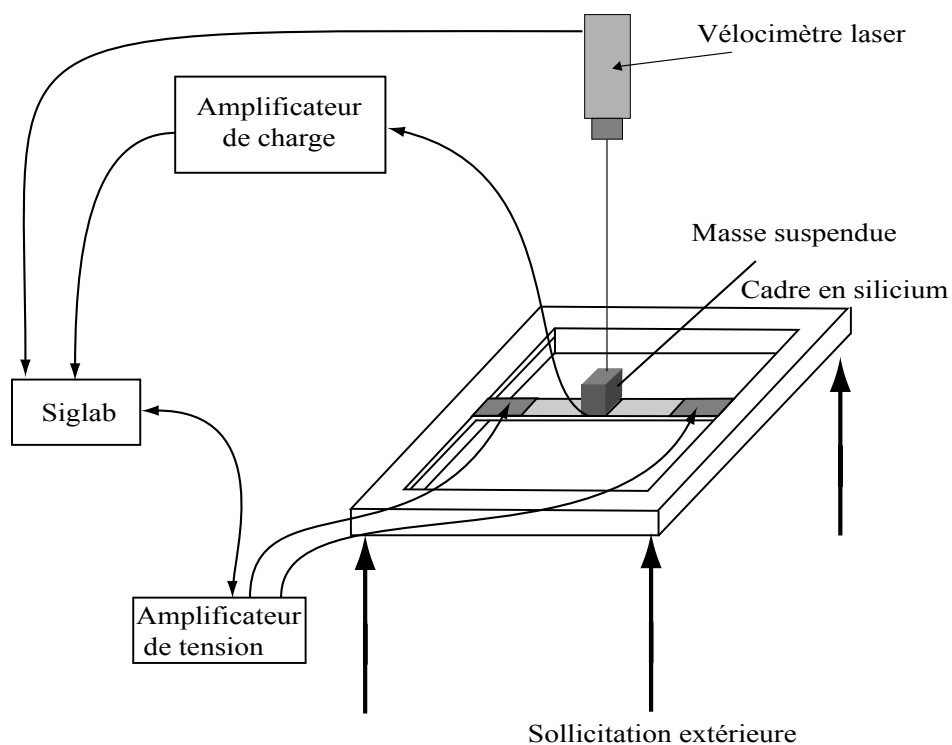 Vélocimètre laser
Amplificateur
de charge
Masse suspendue
Cadre en silicium
Siglab
Amplificateur
de tension
Sollicitation extérieure